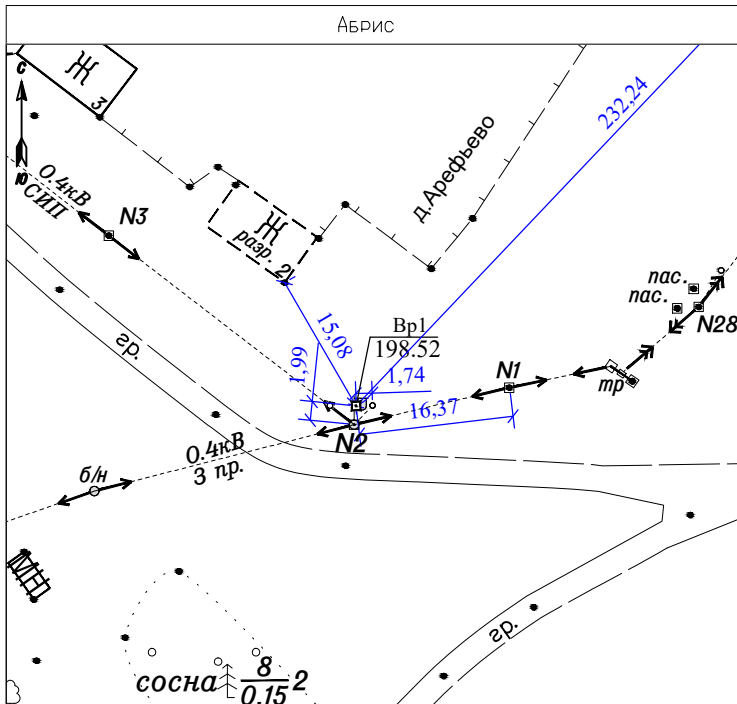 Абрис
Ж
3
с
ю
0.4кВ
СИП
N3
Ж
разр. 2
д.Арефьево
232,24
пас.
пас.
N28
гр.
15,08
1,99
Вр1
198.52
1,74
N1
тр
16,37
N2
0.4кВ
3 пр.
б/н
МН
гр.
сосна 8 2
0.15